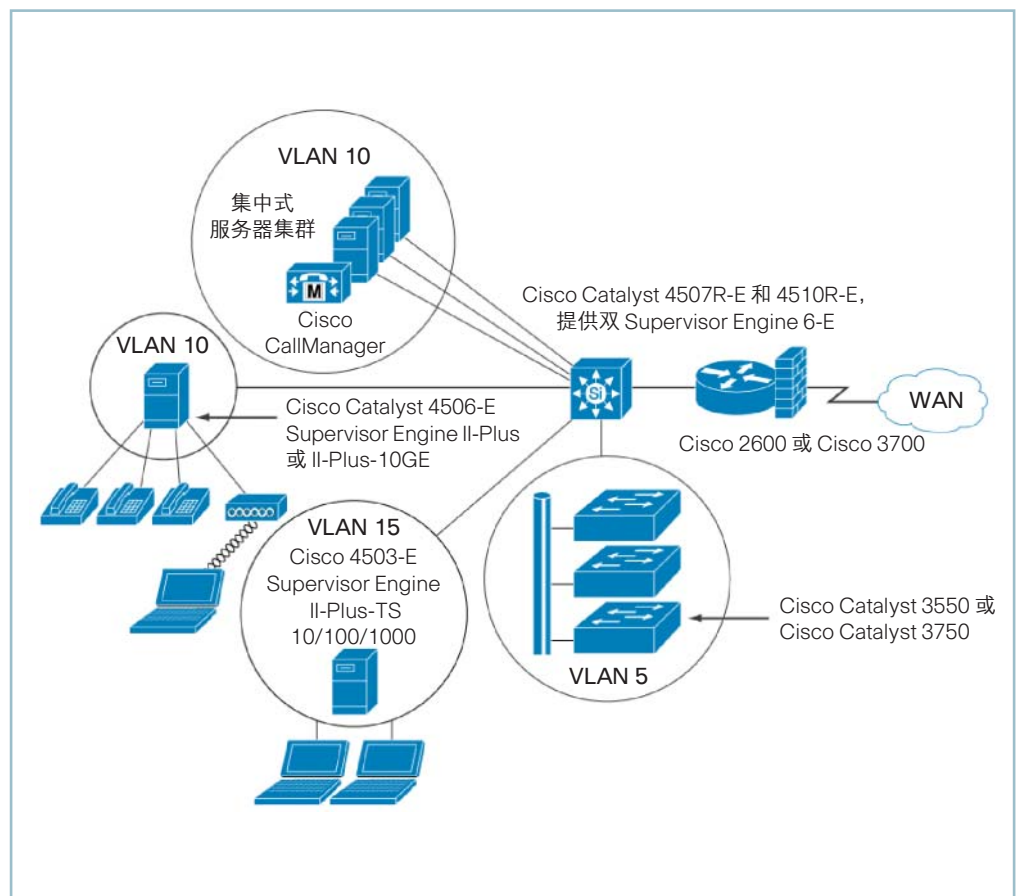 VLAN 10
集中式
服务器集群
M
Cisco
CallManager
Cisco Catalyst 4507R-E 和 4510R-E，
提供双 Supervisor Engine 6-E
Si
WAN
Cisco 2600 或 Cisco 3700
VLAN 10
Cisco Catalyst 4506-E
Supervisor Engine II-Plus
或 II-Plus-10GE
VLAN 15
Cisco 4503-E
Supervisor Engine
II-Plus-TS
10/100/1000
Cisco Catalyst 3550 或
Cisco Catalyst 3750
VLAN 5